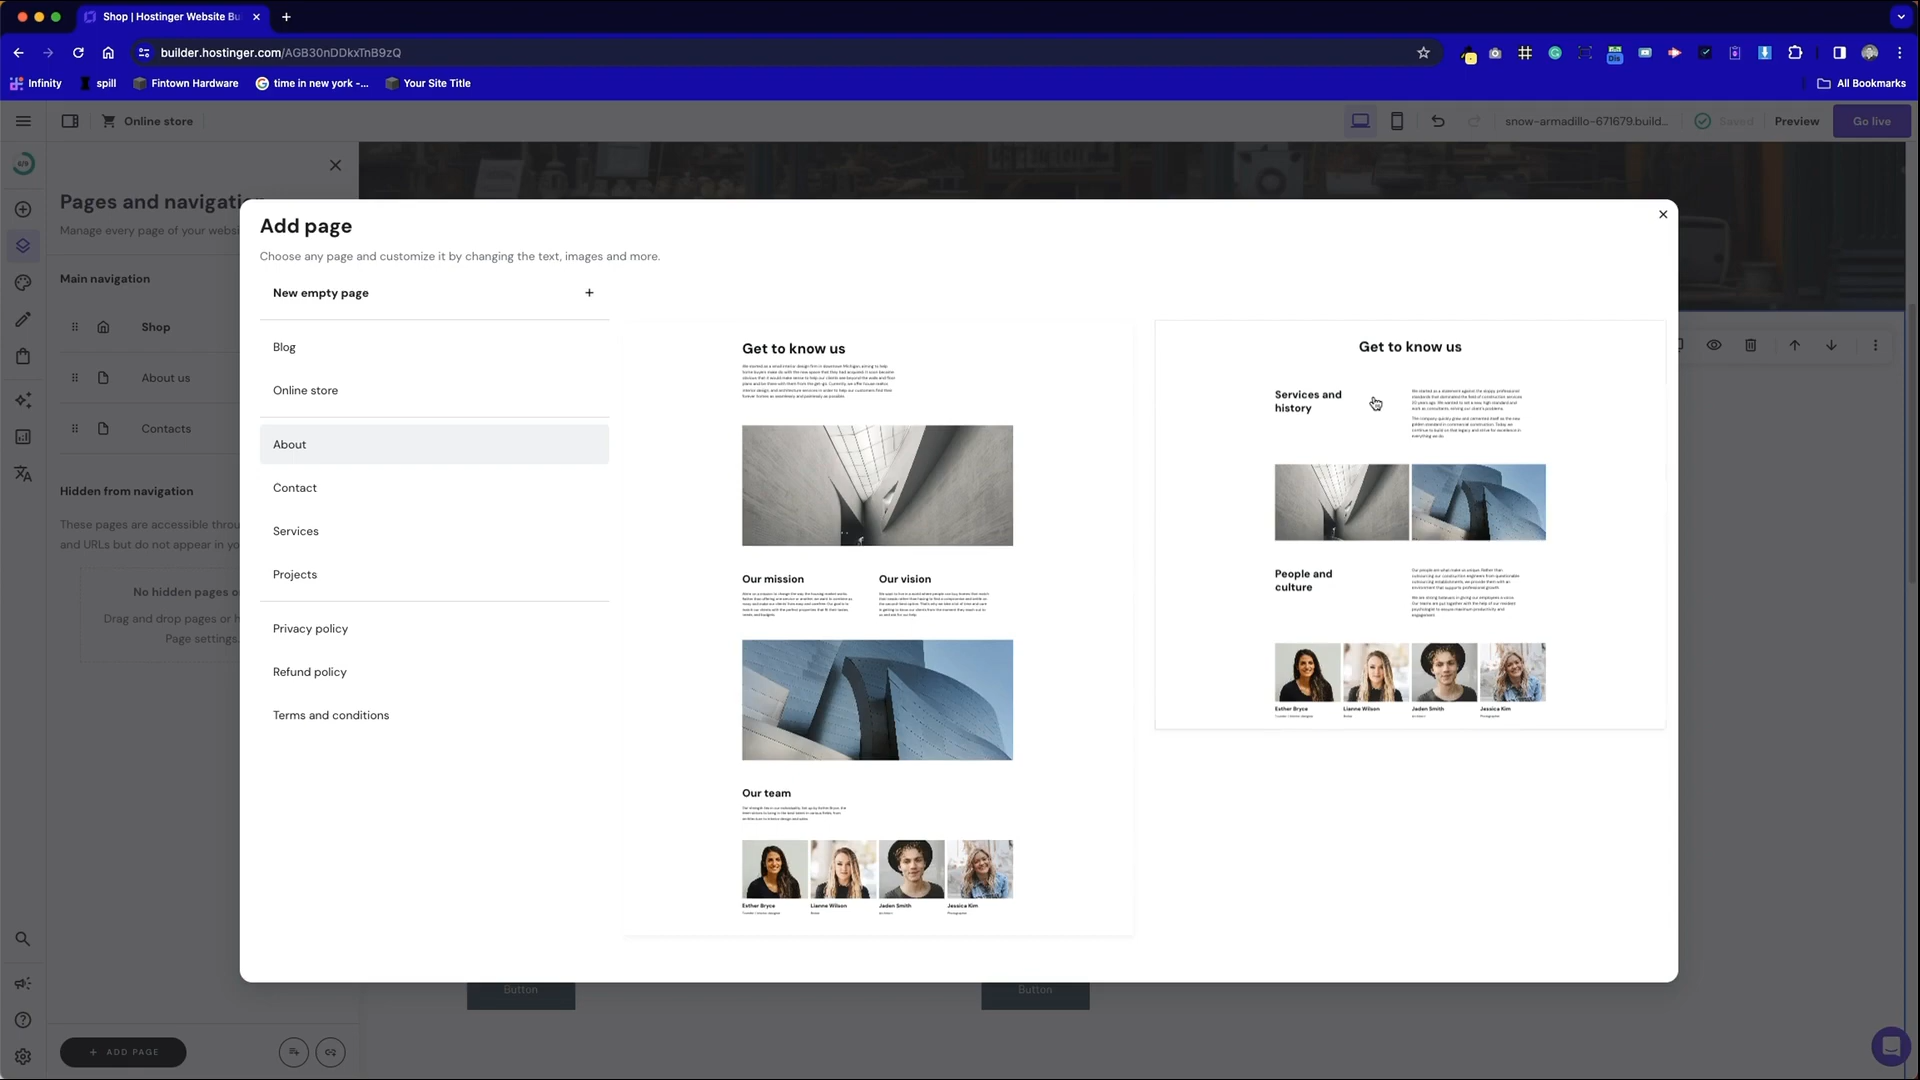 Shop | Hostinger Website Bu
builder.hostinger.com/AGB30nDDkxTnB9zQ
Infinity
spill
Fintown Hardware
time in new york -...
Your Site Title
All Bookmarks
Online store
snow-armadillo-671679.build...
Saved
Preview
Go live
Pages and navigation
Manage every page of your websi
Main navigation
Shop
About us
Contacts
Hidden from navigation
These pages are accessible throu
and URLs but do not appear in yo
No hidden pages o
Drag and drop pages or h
Page settings.
ADD PAGE
Add page
Choose any page and customize it by changing the text, images and more.
New empty page
Blog
Online store
About
Contact
Services
Projects
Privacy policy
Refund policy
Terms and conditions
Get to know us
Our mission
Our vision
Our team
Esther Bryce
Lianne Wilson
Jaden Smith
Jessica Kim
Get to know us
Services and
history
People and
culture
Esther Bryce
Lianne Wilson
Jaden Smith
Jessica Kim
Button
Button